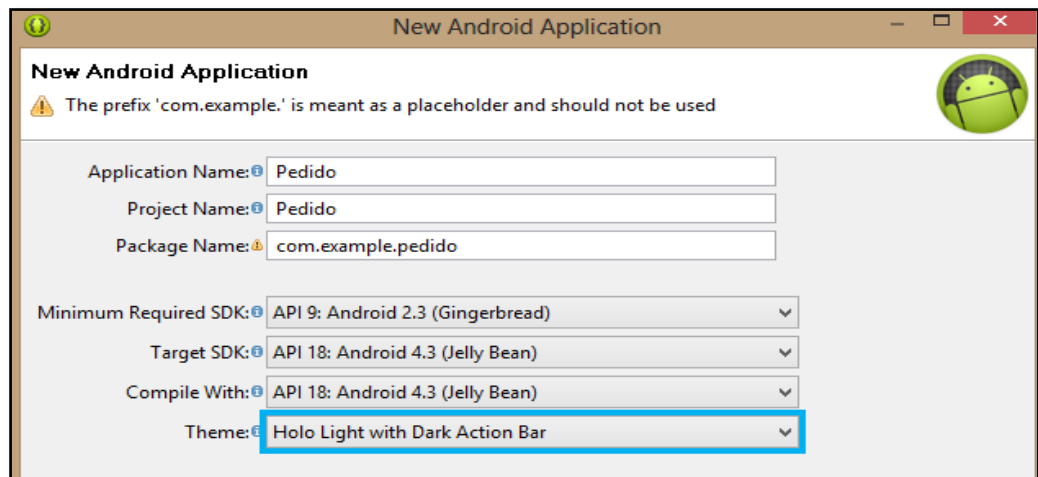 New Android Application
New Android Application
The prefix 'com.example.' is meant as a placeholder and should not be used
Application Name: Pedido
Project Name: Pedido
Package Name: com.example.pedido
Minimum Required SDK: API 9: Android 2.3 (Gingerbread)
Target SDK: API 18: Android 4.3 (Jelly Bean)
Compile With: API 18: Android 4.3 (Jelly Bean)
Theme: Holo Light with Dark Action Bar